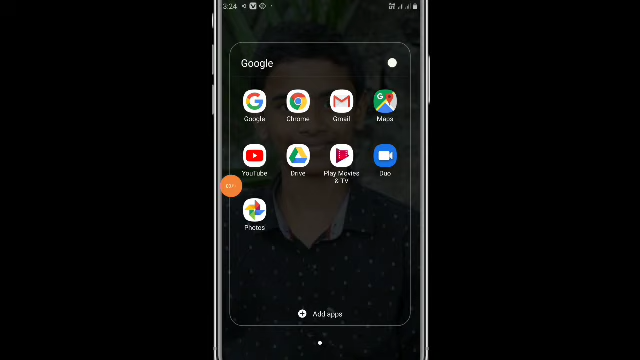 3:24
Google
Google Chrome Gmail Maps
YouTube Drive Play Movies & TV Duo
Photos
Add apps